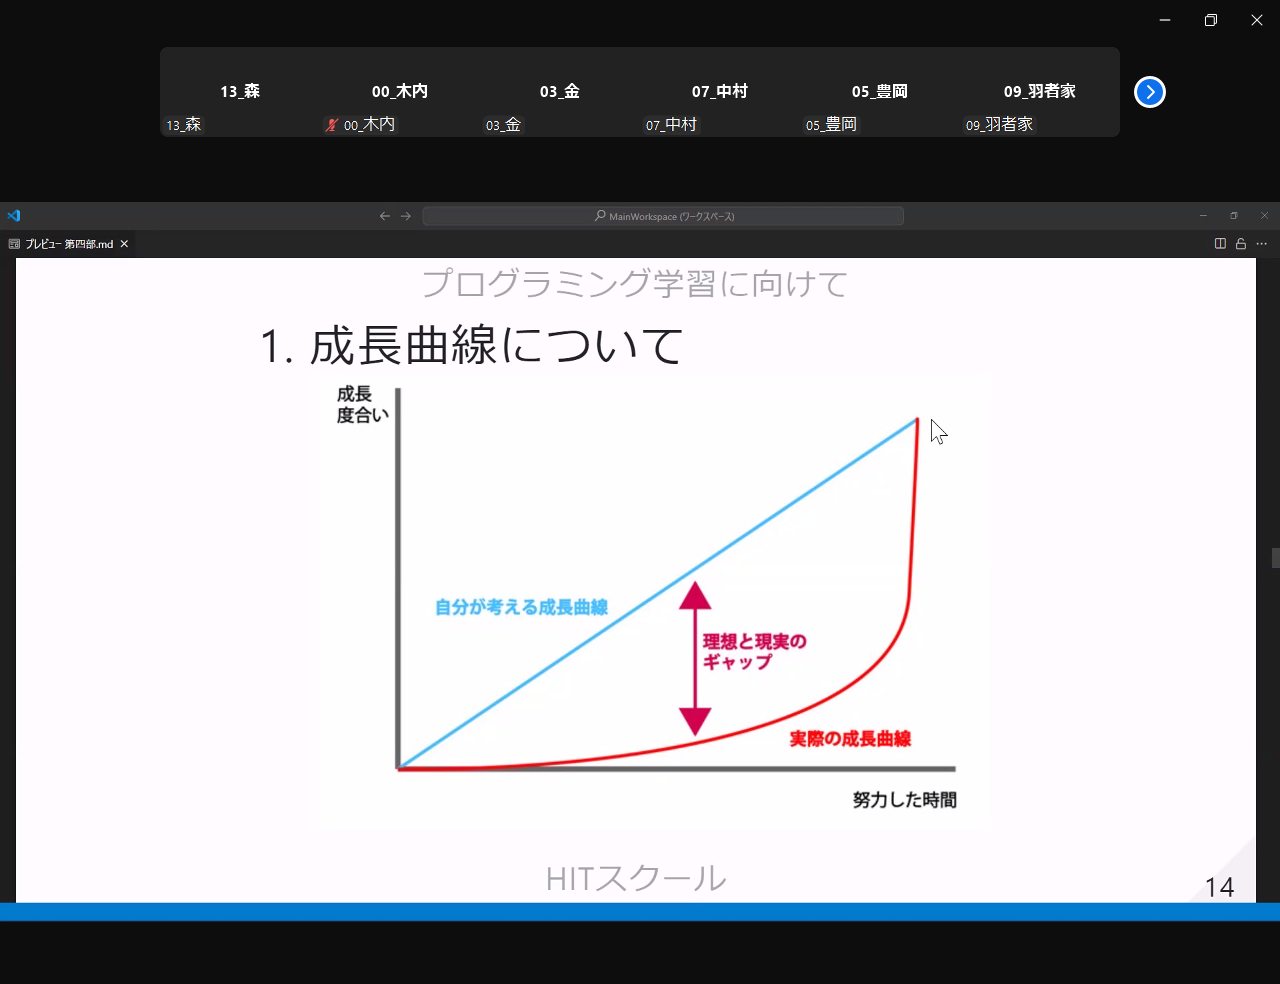 13_森 00_木内 03_金 07_中村 05_豊岡 09_羽者家
13_森 00_木内 03_金 07_中村 05_豊岡 09_羽者家
MainWorkspace (ワークスペース)
プレビュー 第四部.md
プログラミング学習に向けて
1. 成長曲線について
成長
度合い
自分が考える成長曲線
理想と現実の
ギャップ
実際の成長曲線
努力した時間
HITスクール
14